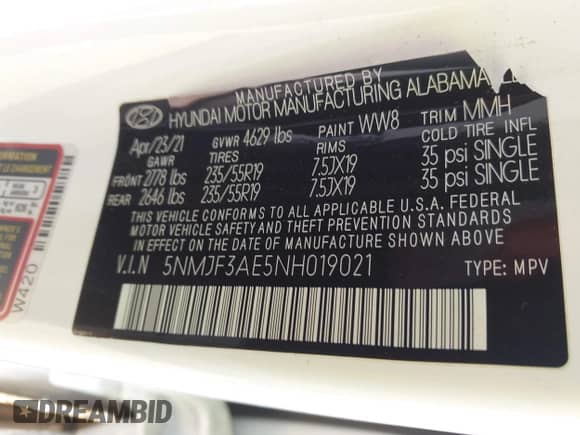 MANUFACTURED BY
HYUNDAI MOTOR MANUFACTURING ALABAMA
Apr/23/21 GVWR 4629 lbs PAINT WW8 TRIM MMH
GAWR TIRES RIMS COLD TIRE INFL
FRONT 2778 lbs 235/55R19 7.5JX19 35 psi SINGLE
REAR 2646 lbs 235/55R19 7.5JX19 35 psi SINGLE
THIS VEHICLE CONFORMS TO ALL APPLICABLE U.S.A. FEDERAL
MOTOR VEHICLE SAFETY AND THEFT PREVENTION STANDARDS
IN EFFECT ON THE DATE OF MANUFACTURE SHOWN ABOVE.
V.I.N 5NMJF3AE5NH019021 TYPE: MPV
W420
DREAMBID